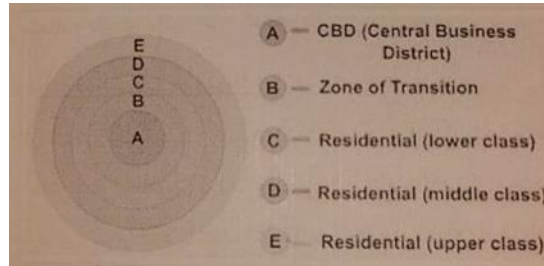 E
D
C
B
A
A — CBD (Central Business
District)
B — Zone of Transition
C — Residential (lower class)
D — Residential (middle class)
E — Residential (upper class)